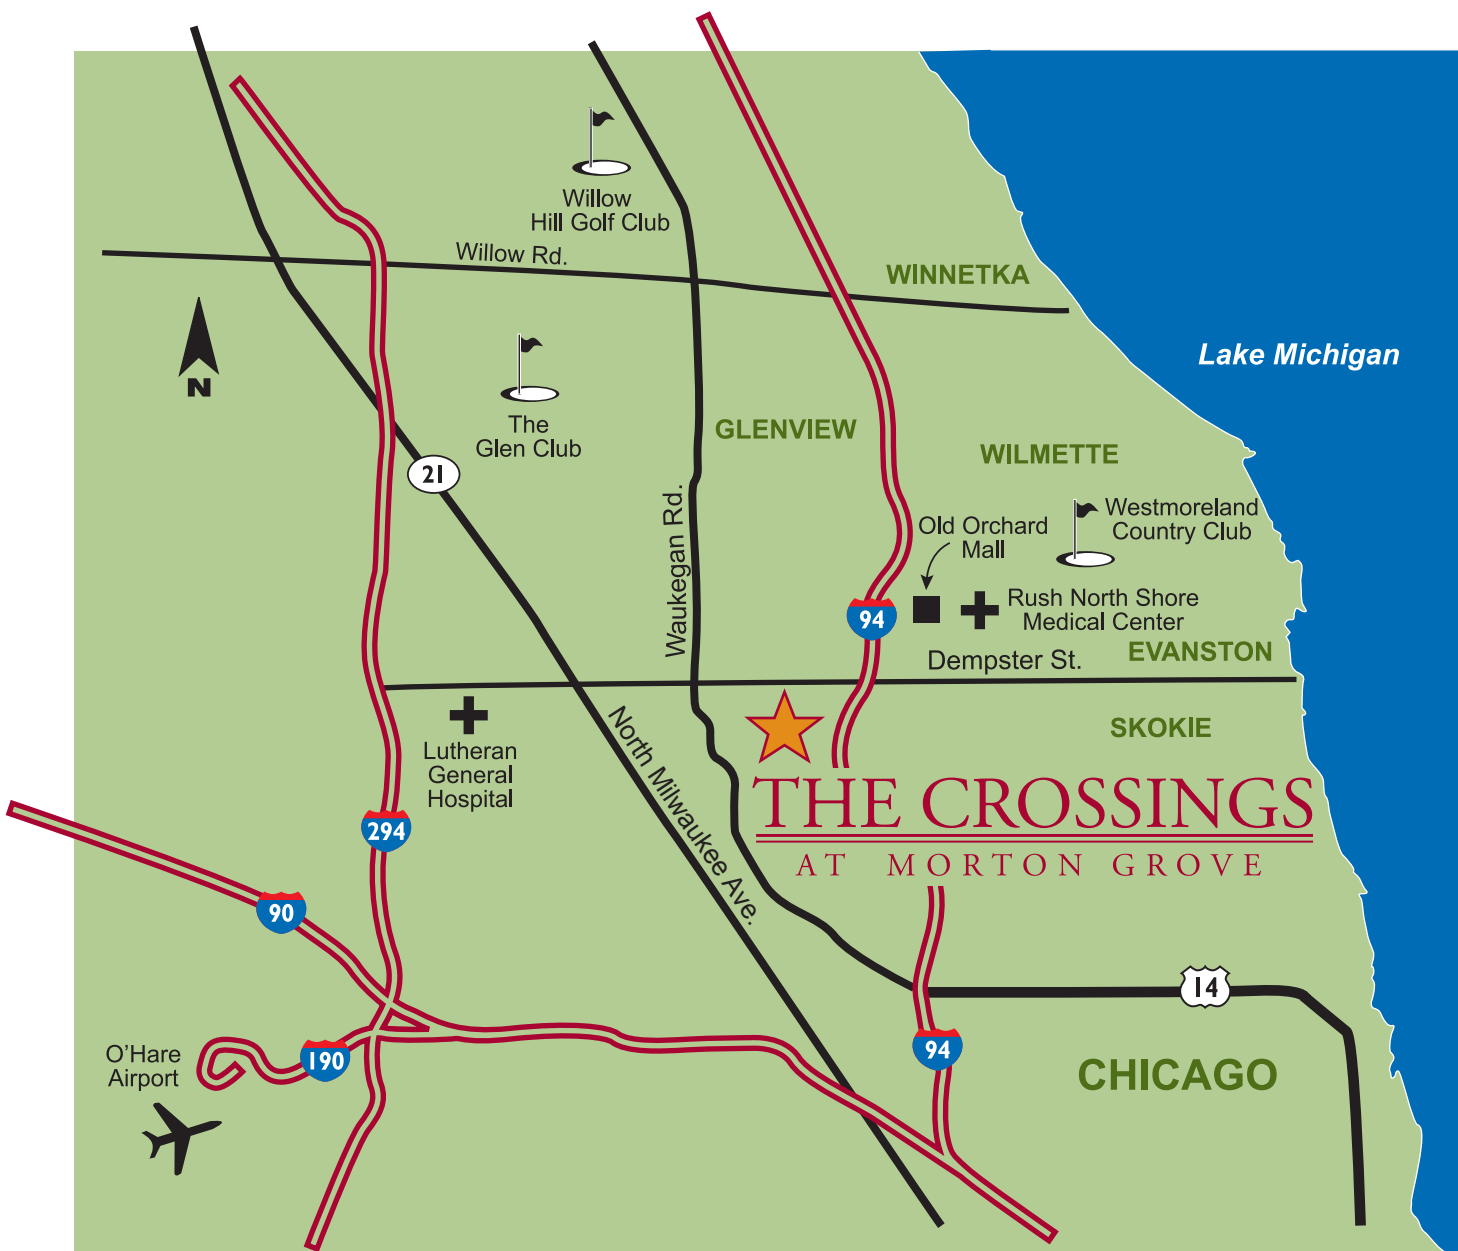 Willow
Hill Golf Club
Willow Rd.
WINNETKA
N
Lake Michigan
The
Glen Club
GLENVIEW
WILMETTE
21
Waukegan Rd.
Westmoreland
Country Club
Old Orchard
Mall
94
Rush North Shore
Medical Center
Dempster St.
EVANSTON
SKOKIE
Lutheran
General
Hospital
North Milwaukee Ave.
THE CROSSINGS
AT MORTON GROVE
294
90
14
O'Hare
Airport
190
94
CHICAGO